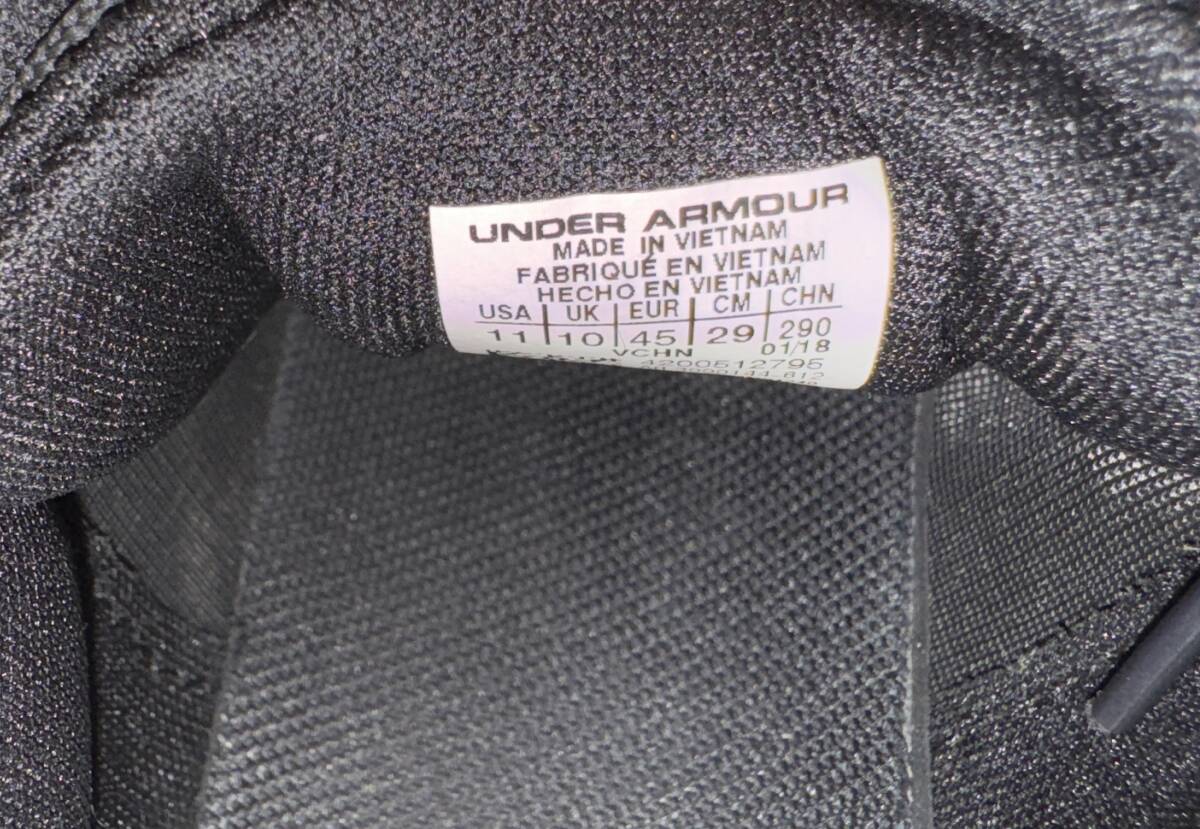 UNDER ARMOUR
MADE IN VIETNAM
FABRIQUÉ EN VIETNAM
HECHO EN VIETNAM
USA | UK | EUR | CM | CHN
11 | 10 | 45 | 29 | 290
VCHN 01/18
4200512795